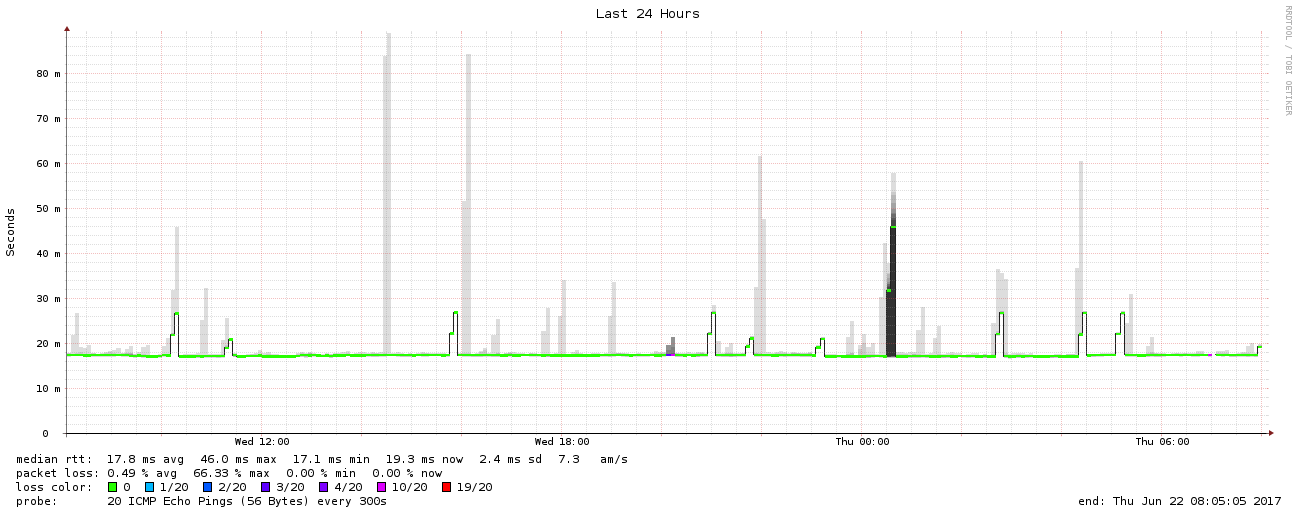 Last 24 Hours
RRDTOOL / TOBI OETIKER
Seconds
80 m
70 m
60 m
50 m
40 m
30 m
20 m
10 m
0
Wed 12:00 Wed 18:00 Thu 00:00 Thu 06:00
median rtt: 17.8 ms avg 46.0 ms max 17.1 ms min 19.3 ms now 2.4 ms sd 7.3 am/s
packet loss: 0.49 % avg 66.33 % max 0.00 % min 0.00 % now
loss color: 0 1/20 2/20 3/20 4/20 10/20 19/20
probe: 20 ICMP Echo Pings (56 Bytes) every 300s end: Thu Jun 22 08:05:05 2017